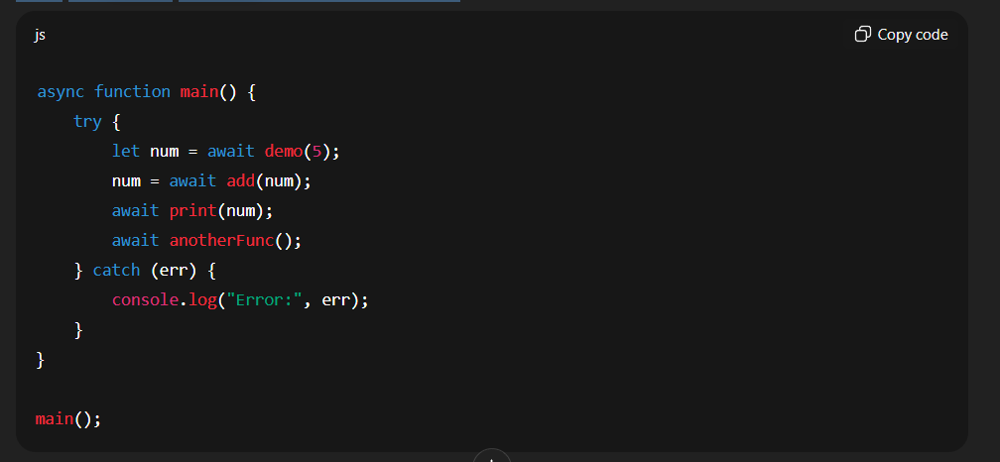 js
Copy code
async function main() {
    try {
        let num = await demo(5);
        num = await add(num);
        await print(num);
        await anotherFunc();
    } catch (err) {
        console.log("Error:", err);
    }
}
main();